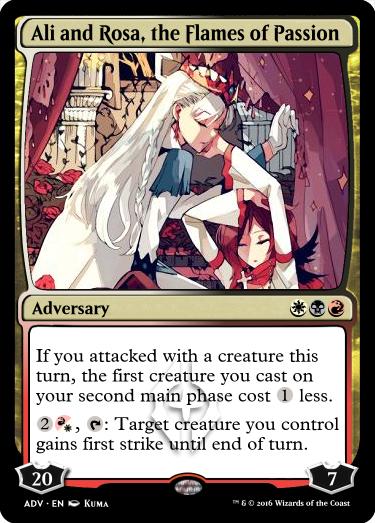 Ali and Rosa, the Flames of Passion
Adversary
If you attacked with a creature this
turn, the first creature you cast on
your second main phase cost 1 less.
2, : Target creature you control
gains first strike until end of turn.
20
7
ADV • EN Kuma
™ & © 2016 Wizards of the Coast